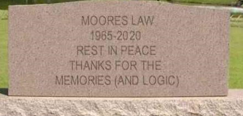 MOORES LAW
1965-2020
REST IN PEACE
THANKS FOR THE
MEMORIES (AND LOGIC)